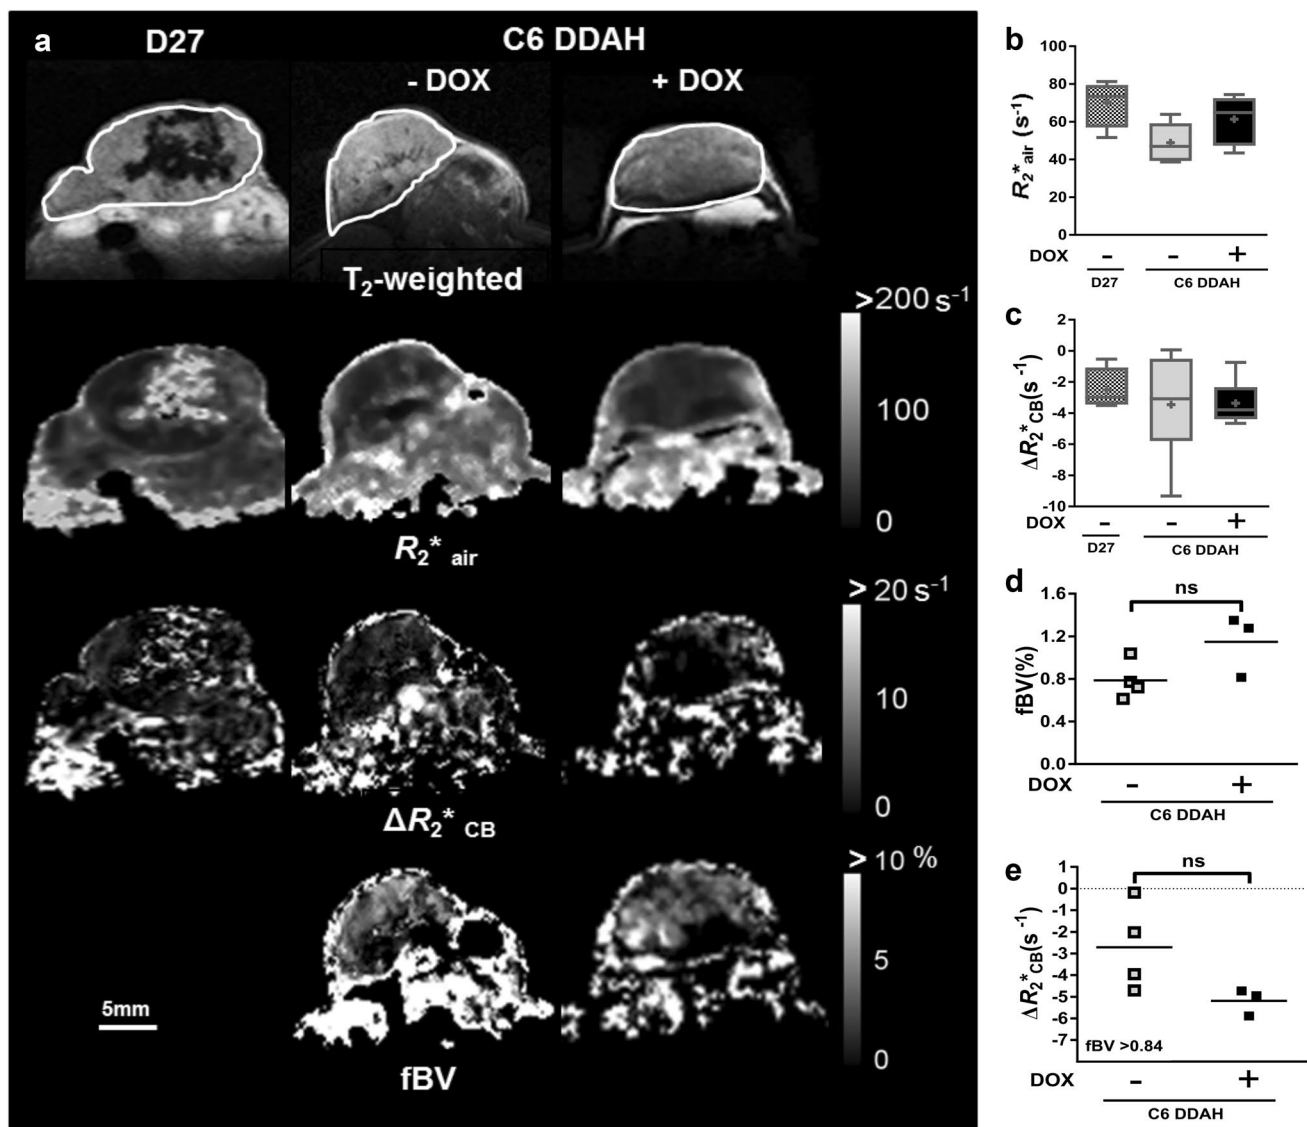 a
D27
C6 DDAH
- DOX
+ DOX
T₂-weighted
>200 s⁻¹
100
0
R₂* air
> 20 s⁻¹
10
0
ΔR₂* CB
> 10 %
5
0
5mm
fBV
b
100
80
60
40
20
0
R₂*air (s⁻¹)
DOX - - +
D27 C6 DDAH
c
2
0
-2
-4
-6
-8
-10
ΔR₂*CB(s⁻¹)
DOX - - +
D27 C6 DDAH
d
ns
1.6
1.2
0.8
0.4
0.0
fBV(%)
DOX - +
C6 DDAH
e
ns
1
0
-1
-2
-3
-4
-5
-6
-7
ΔR₂*CB(s⁻¹)
fBV >0.84
DOX - +
C6 DDAH